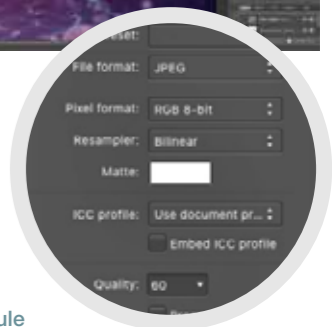 File format: JPEG
Pixel format: RGB 8-bit
Resampler: Bilinear
Matte:
ICC profile: Use document pr...
Embed ICC profile
Quality: 60
ule